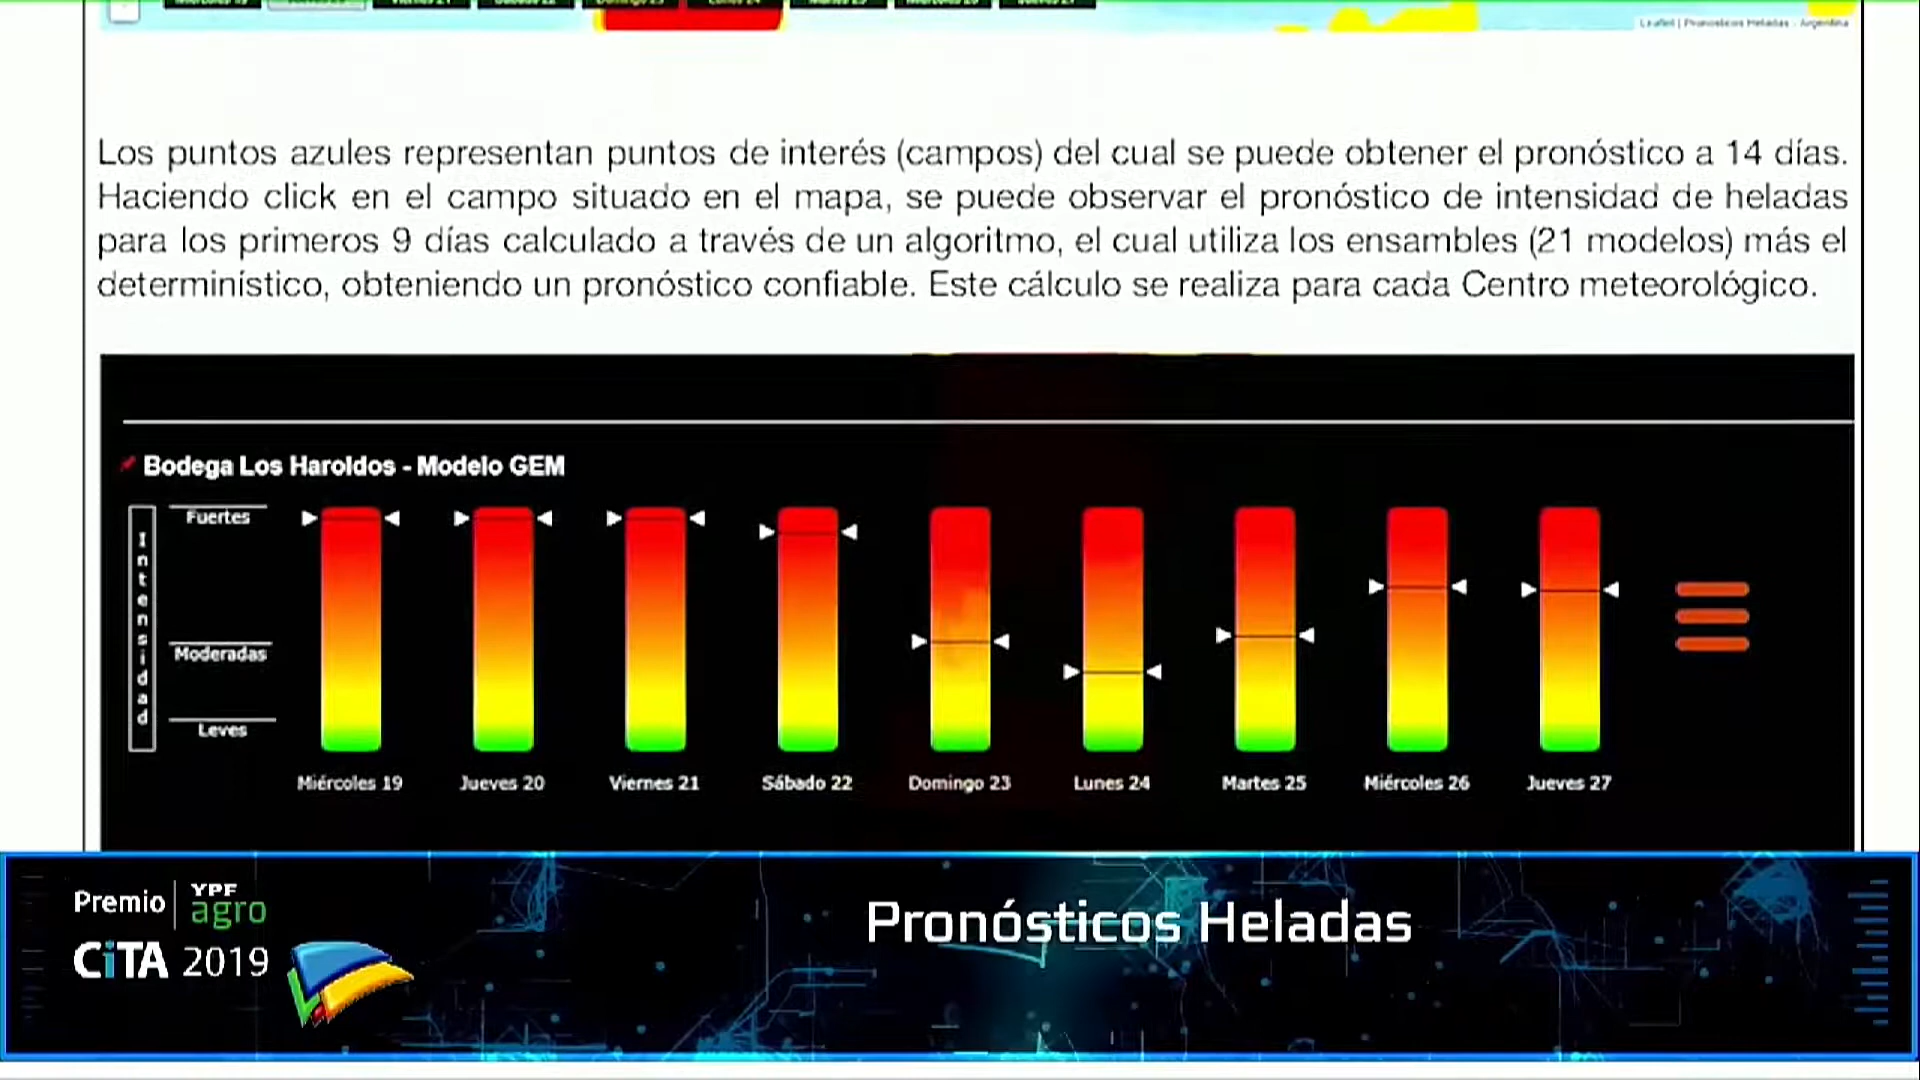 Leaflet | Pronósticos Heladas - Argentina
Los puntos azules representan puntos de interés (campos) del cual se puede obtener el pronóstico a 14 días.
Haciendo click en el campo situado en el mapa, se puede observar el pronóstico de intensidad de heladas
para los primeros 9 días calculado a través de un algoritmo, el cual utiliza los ensambles (21 modelos) más el
determinístico, obteniendo un pronóstico confiable. Este cálculo se realiza para cada Centro meteorológico.
Bodega Los Haroldos - Modelo GEM
Intensidad
Fuertes
Moderadas
Leves
Miércoles 19 Jueves 20 Viernes 21 Sábado 22 Domingo 23 Lunes 24 Martes 25 Miércoles 26 Jueves 27
Premio YPF agro
CiTA 2019
Pronósticos Heladas